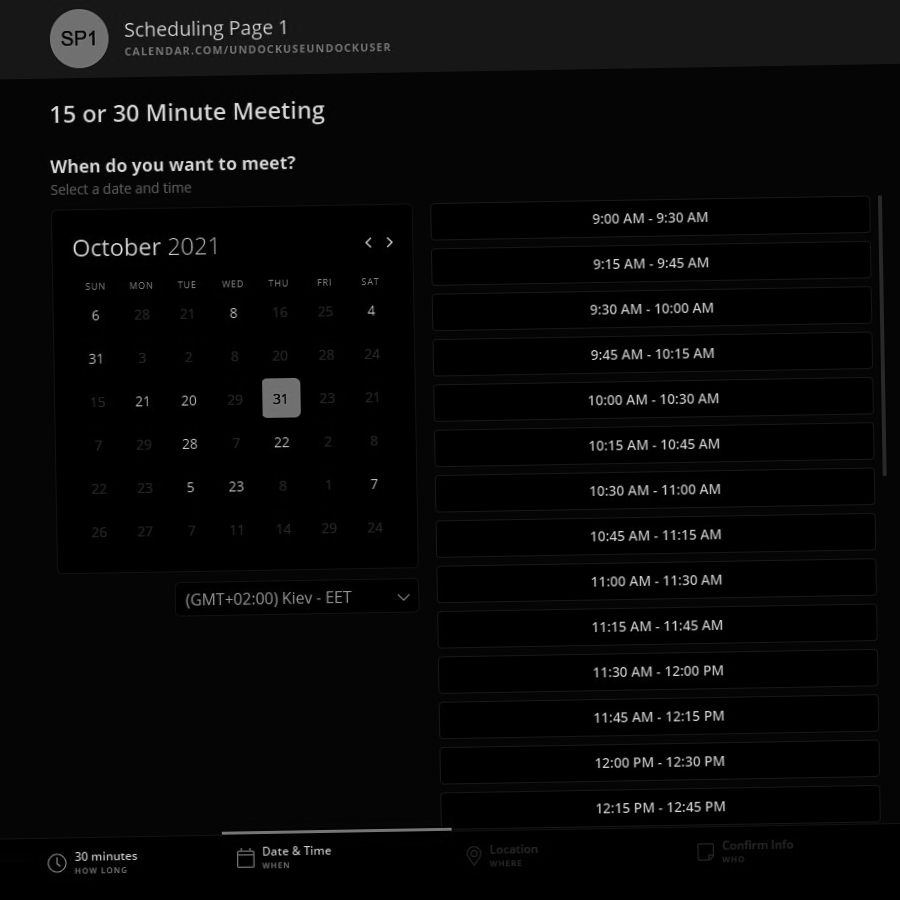 SP1
Scheduling Page 1
CALENDAR.COM/UNDOCKUSEUNDOCKUSER
15 or 30 Minute Meeting
When do you want to meet?
Select a date and time
October 2021
SUN MON TUE WED THU FRI SAT
6 28 21 8 16 25 4
31 3 2 8 20 28 24
15 21 20 29 31 23 21
7 29 28 7 22 2 8
22 23 5 23 8 1 7
26 27 7 11 14 29 24
(GMT+02:00) Kiev - EET
9:00 AM - 9:30 AM
9:15 AM - 9:45 AM
9:30 AM - 10:00 AM
9:45 AM - 10:15 AM
10:00 AM - 10:30 AM
10:15 AM - 10:45 AM
10:30 AM - 11:00 AM
10:45 AM - 11:15 AM
11:00 AM - 11:30 AM
11:15 AM - 11:45 AM
11:30 AM - 12:00 PM
11:45 AM - 12:15 PM
12:00 PM - 12:30 PM
12:15 PM - 12:45 PM
30 minutes
HOW LONG
Date & Time
WHEN
Location
WHERE
Confirm Info
WHO